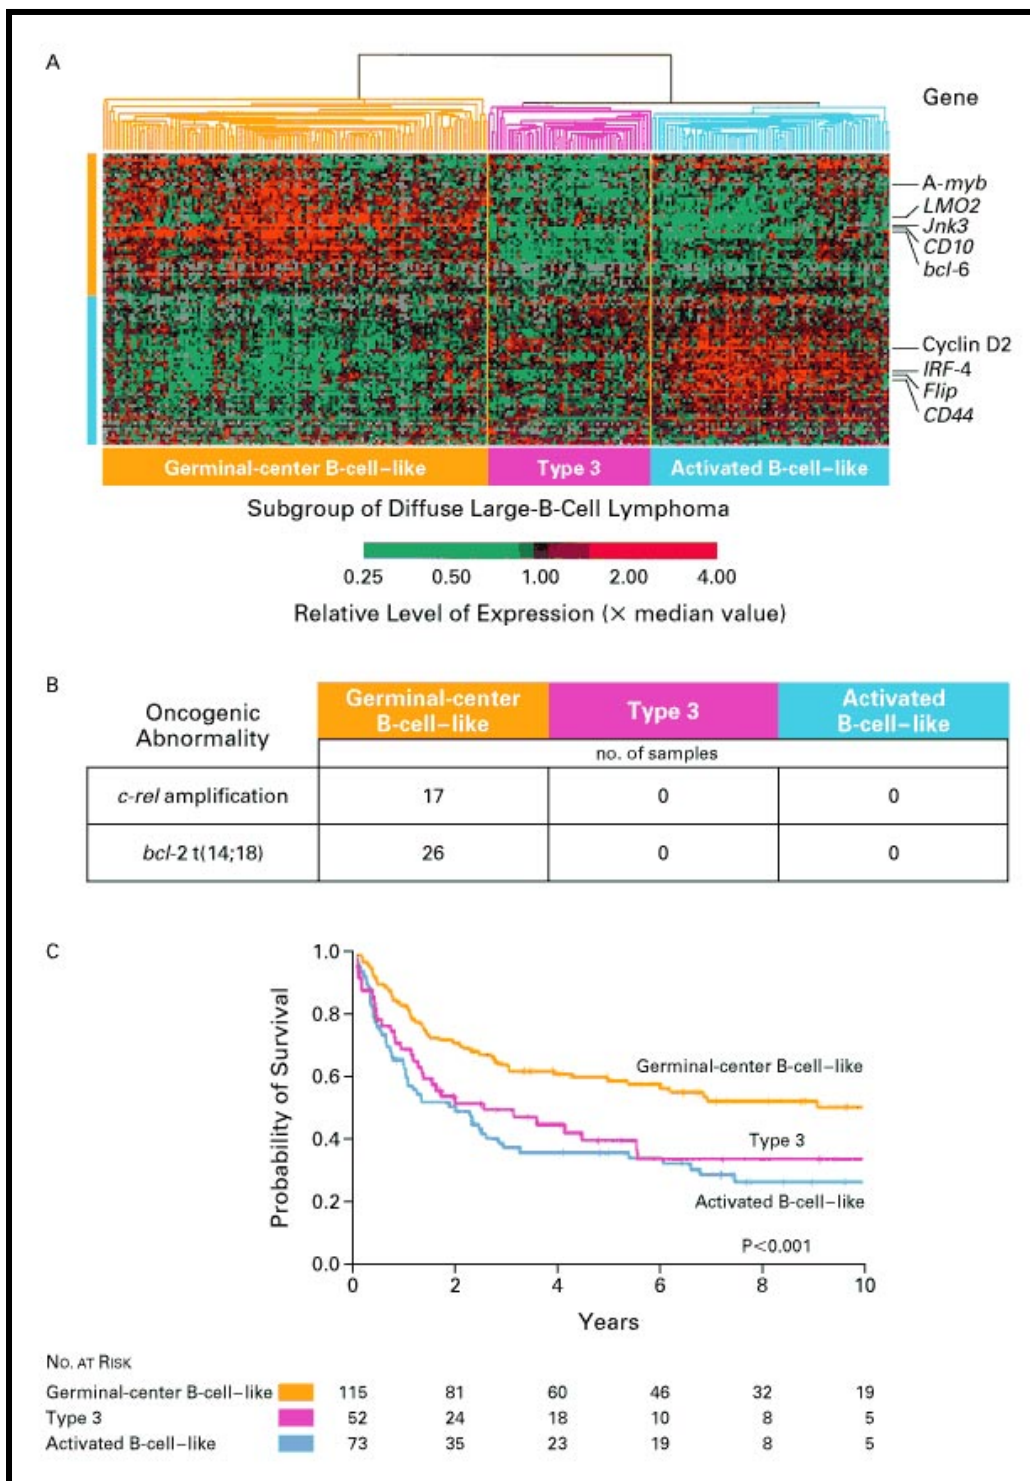 A
Gene
A-myb
LMO2
Jnk3
CD10
bcl-6
Cyclin D2
IRF-4
Flip
CD44
Germinal-center B-cell–like Type 3 Activated B-cell–like
Subgroup of Diffuse Large-B-Cell Lymphoma
0.25 0.50 1.00 2.00 4.00
Relative Level of Expression (× median value)
B
Oncogenic
Abnormality
Germinal-center
B-cell–like
Type 3
Activated
B-cell–like
no. of samples
c-rel amplification 17 0 0
bcl-2 t(14;18) 26 0 0
C
Probability of Survival
1.0
0.8
0.6
0.4
0.2
0.0
Germinal-center B-cell–like
Type 3
Activated B-cell–like
P<0.001
0 2 4 6 8 10
Years
No. at Risk
Germinal-center B-cell–like 115 81 60 46 32 19
Type 3 52 24 18 10 8 5
Activated B-cell–like 73 35 23 19 8 5